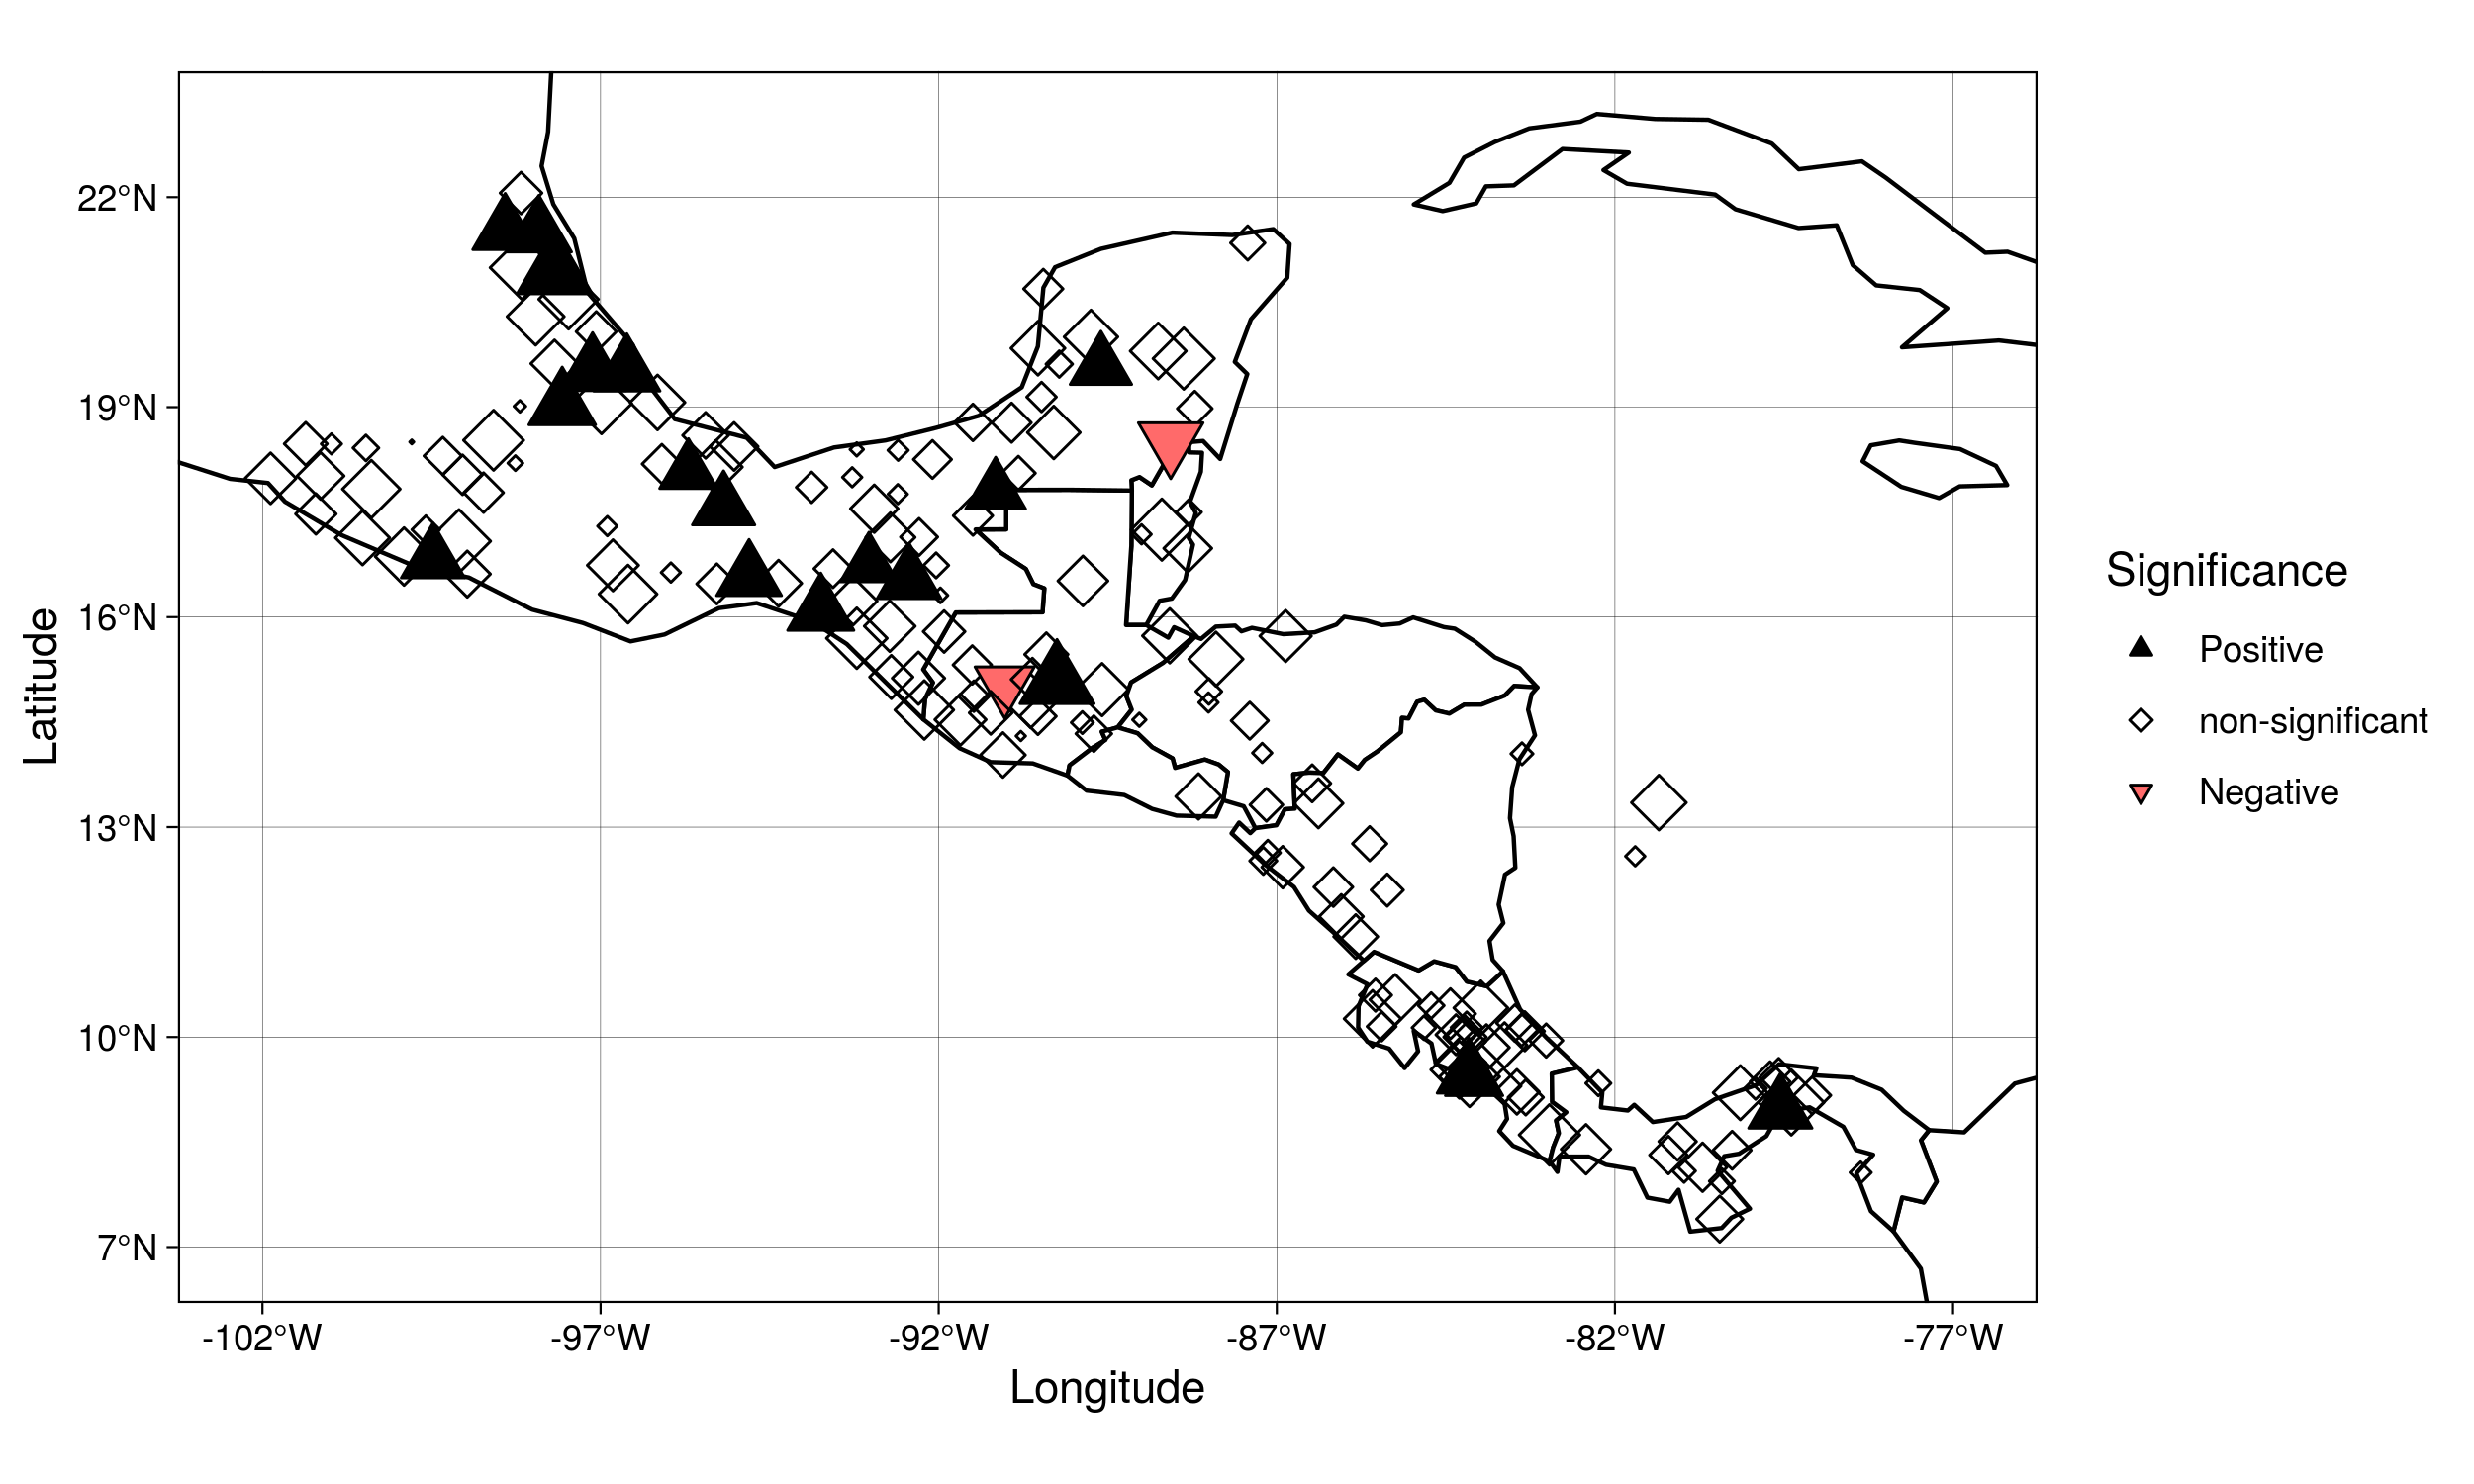 22°N
19°N
16°N
13°N
10°N
7°N
Latitude
-102°W
-97°W
-92°W
-87°W
-82°W
-77°W
Longitude
Significance
Positive
non-significant
Negative